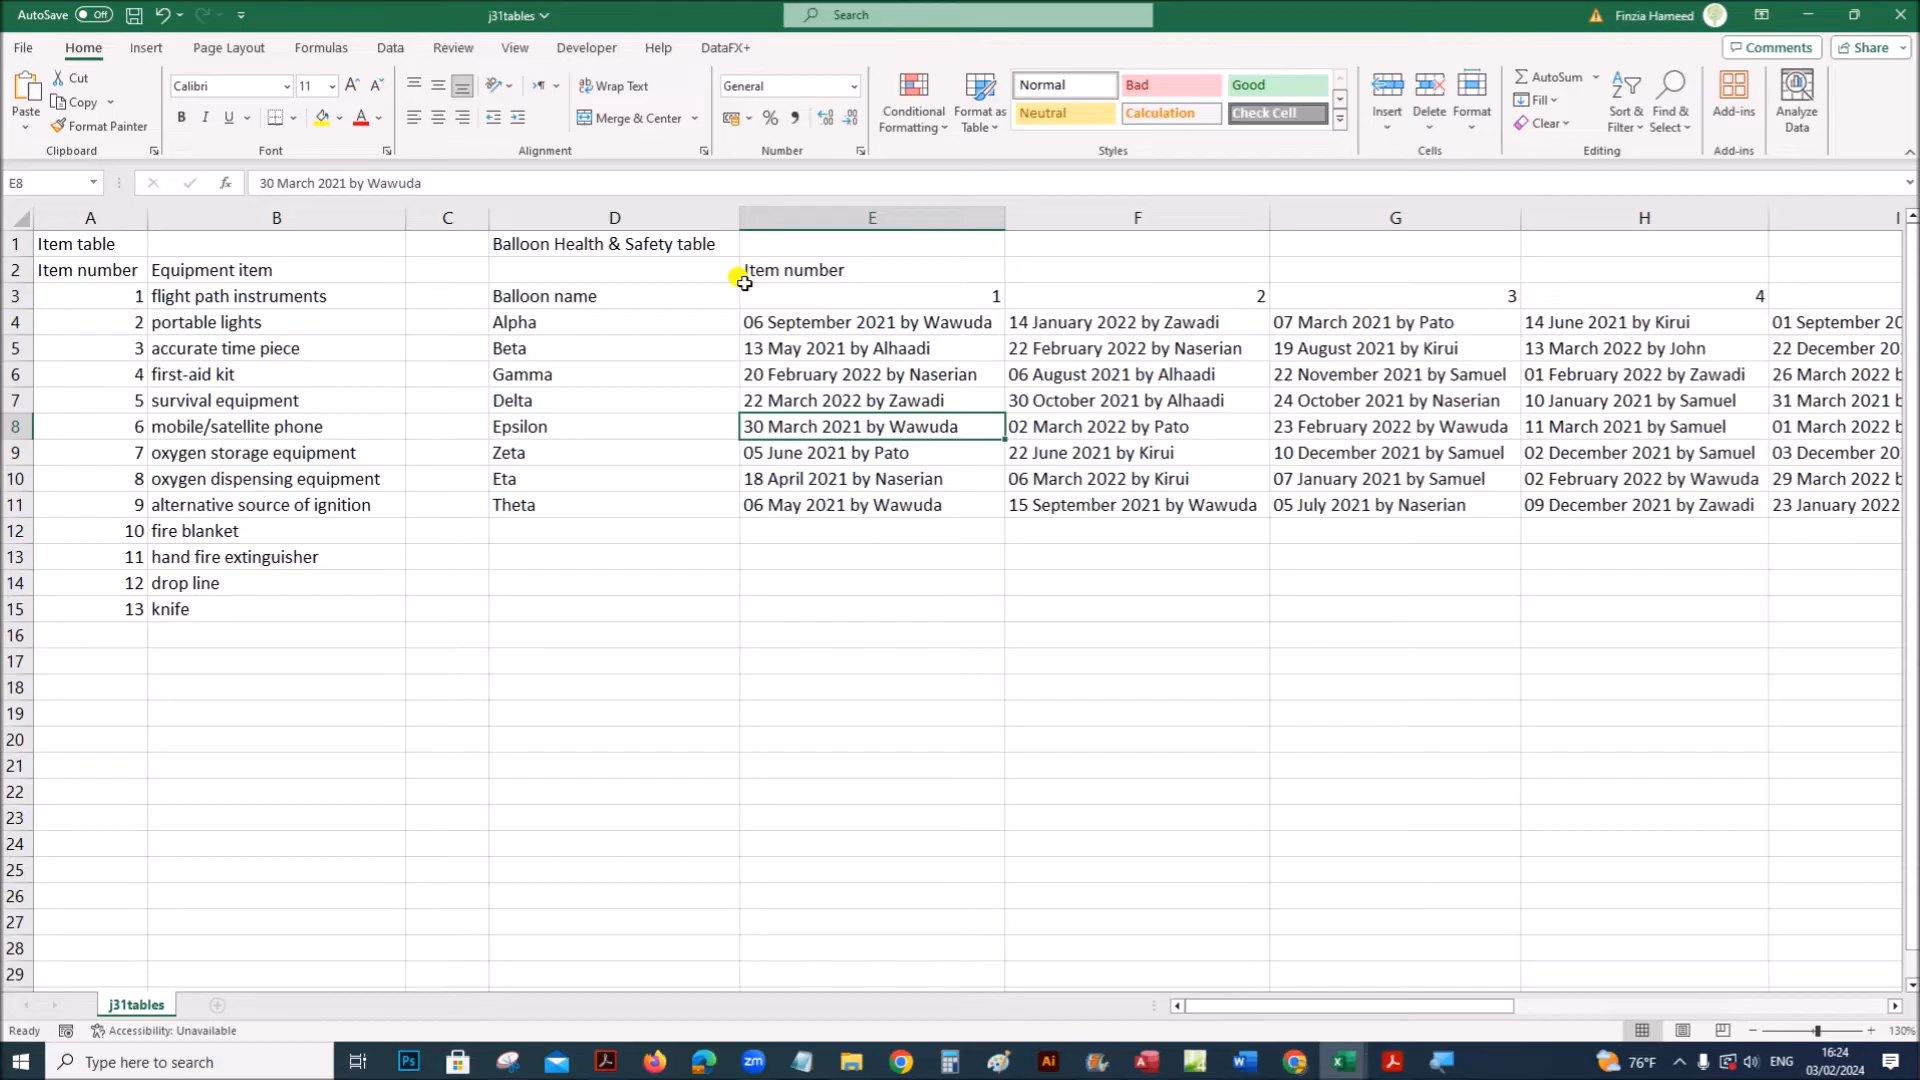 AutoSave Off j31tables Search Finzia Hameed
File Home Insert Page Layout Formulas Data Review View Developer Help DataFX+ Comments Share
Cut
Copy
Format Painter
Paste
Clipboard
Calibri 11
B I U
Font
Wrap Text
Merge & Center
Alignment
General
Number
Conditional Formatting
Format as Table
Normal Bad Good
Neutral Calculation Check Cell
Styles
Insert Delete Format
Cells
AutoSum
Fill
Clear
Sort & Filter
Find & Select
Editing
Add-ins
Add-ins
Analyze Data
E8 fx 30 March 2021 by Wawuda
A B C D E F G H I
1 Item table Balloon Health & Safety table
2 Item number Equipment item Item number
3 1 flight path instruments Balloon name 1 2 3 4
4 2 portable lights Alpha 06 September 2021 by Wawuda 14 January 2022 by Zawadi 07 March 2021 by Pato 14 June 2021 by Kirui 01 September 20
5 3 accurate time piece Beta 13 May 2021 by Alhaadi 22 February 2022 by Naserian 19 August 2021 by Kirui 13 March 2022 by John 22 December 20
6 4 first-aid kit Gamma 20 February 2022 by Naserian 06 August 2021 by Alhaadi 22 November 2021 by Samuel 01 February 2022 by Zawadi 26 March 2022 b
7 5 survival equipment Delta 22 March 2022 by Zawadi 30 October 2021 by Alhaadi 24 October 2021 by Naserian 10 January 2021 by Samuel 31 March 2021 b
8 6 mobile/satellite phone Epsilon 30 March 2021 by Wawuda 02 March 2022 by Pato 23 February 2022 by Wawuda 11 March 2021 by Samuel 01 March 2022 b
9 7 oxygen storage equipment Zeta 05 June 2021 by Pato 22 June 2021 by Kirui 10 December 2021 by Samuel 02 December 2021 by Samuel 03 December 20
10 8 oxygen dispensing equipment Eta 18 April 2021 by Naserian 06 March 2022 by Kirui 07 January 2021 by Samuel 02 February 2022 by Wawuda 29 March 2022 b
11 9 alternative source of ignition Theta 06 May 2021 by Wawuda 15 September 2021 by Wawuda 05 July 2021 by Naserian 09 December 2021 by Zawadi 23 January 2022
12 10 fire blanket
13 11 hand fire extinguisher
14 12 drop line
15 13 knife
16
17
18
19
20
21
22
23
24
25
26
27
28
29
j31tables
Ready Accessibility: Unavailable 130%
Type here to search 76°F ENG 16:24
03/02/2024